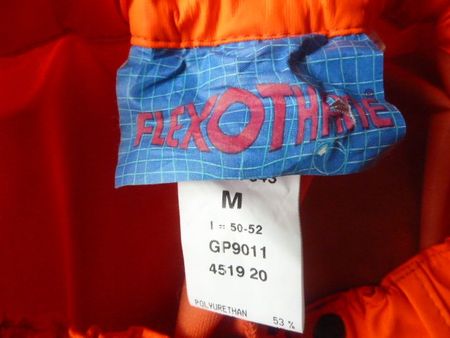 FLEXOTHANE
M
I = 50-52
GP9011
4519 20
POLYURETHAN 53 %